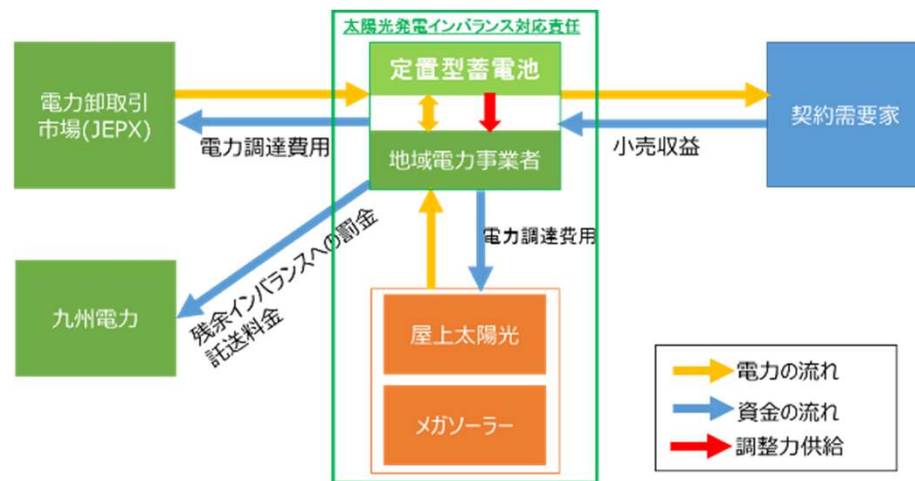 太陽光発電インバランス対応責任
定置型蓄電池
電力卸取引
市場(JEPX)
契約需要家
電力調達費用
地域電力事業者
小売収益
残余インバランスへの罰金
託送料金
電力調達費用
九州電力
屋上太陽光
メガソーラー
電力の流れ
資金の流れ
調整力供給